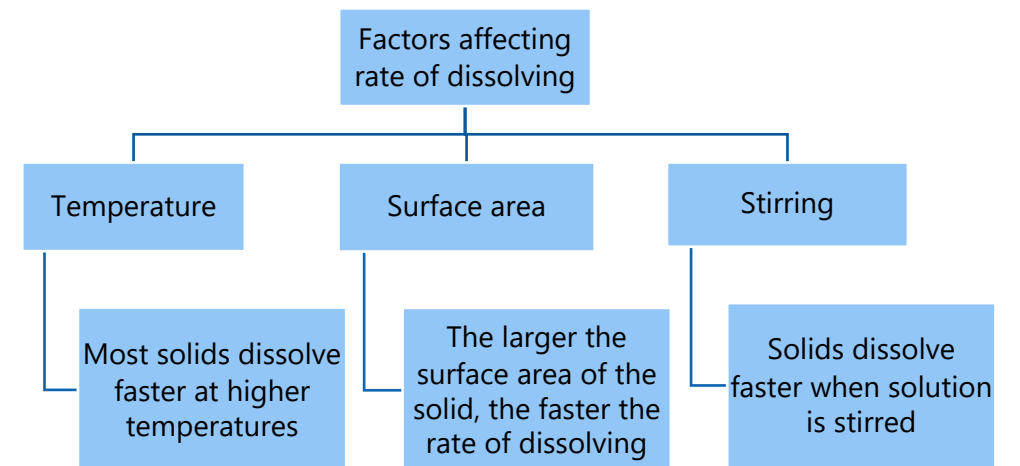 Factors affecting
rate of dissolving
Temperature
Surface area
Stirring
Most solids dissolve
faster at higher
temperatures
The larger the
surface area of the
solid, the faster the
rate of dissolving
Solids dissolve
faster when solution
is stirred